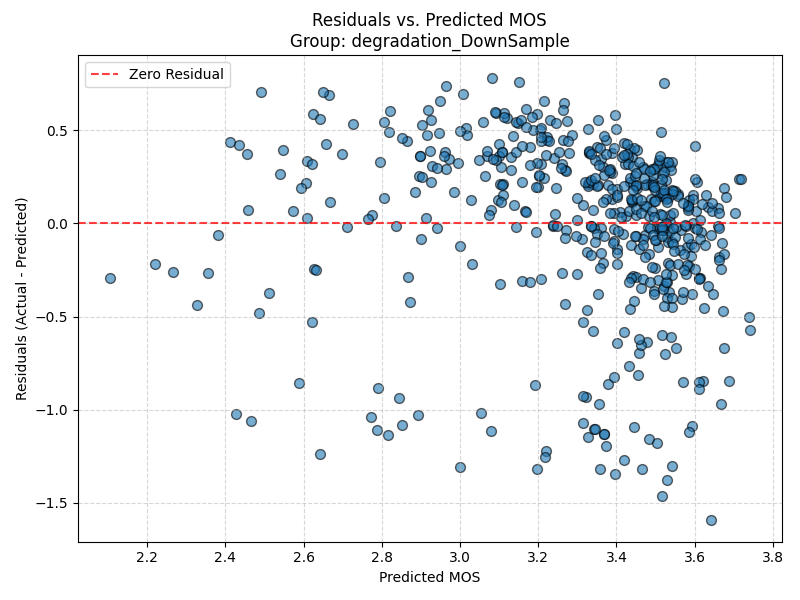 Residuals vs. Predicted MOS
Group: degradation_DownSample
Zero Residual
Residuals (Actual - Predicted)
0.5
0.0
−0.5
−1.0
−1.5
2.2 2.4 2.6 2.8 3.0 3.2 3.4 3.6 3.8
Predicted MOS